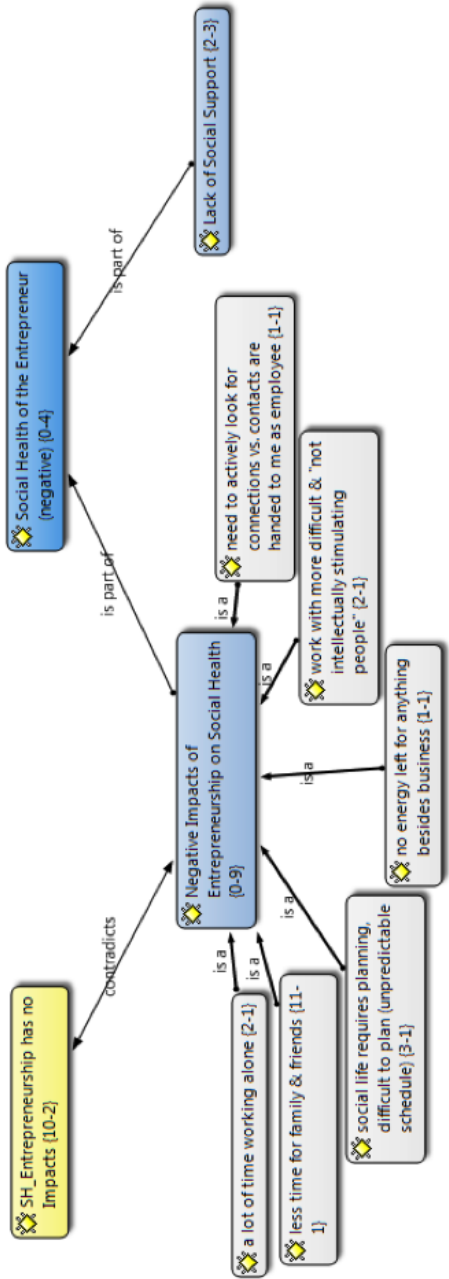 SH_Entrepreneurship has no
Impacts {10-2}
contradicts
Social Health of the Entrepreneur
(negative) {0-4}
is part of
is part of
Lack of Social Support {2-3}
Negative Impacts of
Entrepreneurship on Social Health
{0-9}
is a
a lot of time working alone {2-1}
is a
less time for family & friends {11-
1}
is a
social life requires planning,
difficult to plan (unpredictable
schedule) {3-1}
is a
no energy left for anything
besides business {1-1}
is a
work with more difficult & "not
intellectually stimulating
people" {2-1}
is a
need to actively look for
connections vs. contacts are
handed to me as employee {1-1}